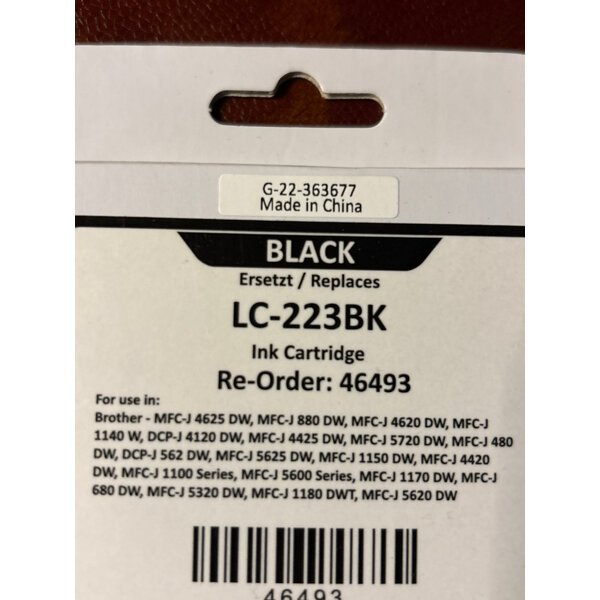 G-22-363677
Made in China
BLACK
Ersetzt / Replaces
LC-223BK
Ink Cartridge
Re-Order: 46493
For use in:
Brother - MFC-J 4625 DW, MFC-J 880 DW, MFC-J 4620 DW, MFC-J
1140 W, DCP-J 4120 DW, MFC-J 4425 DW, MFC-J 5720 DW, MFC-J 480
DW, DCP-J 562 DW, MFC-J 5625 DW, MFC-J 1150 DW, MFC-J 4420
DW, MFC-J 1100 Series, MFC-J 5600 Series, MFC-J 1170 DW, MFC-J
680 DW, MFC-J 5320 DW, MFC-J 1180 DWT, MFC-J 5620 DW
46493